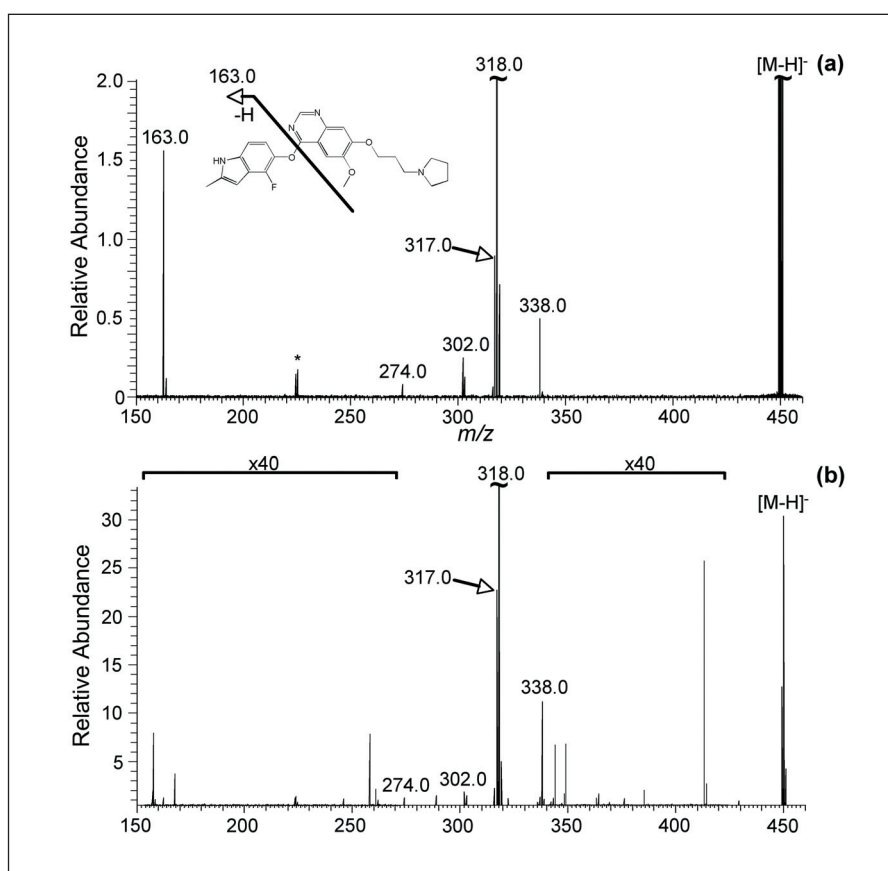 (a)
[M-H]-
318.0
163.0
-H
163.0
317.0
338.0
302.0
274.0
*
N
N
HN
O
F
O
O
N
Relative Abundance
2.0
1.5
1.0
0.5
0
150 200 250 300 350 400 450
m/z
(b)
x40
318.0
x40
[M-H]-
317.0
338.0
302.0
274.0
Relative Abundance
30
25
20
15
10
5
150 200 250 300 350 400 450